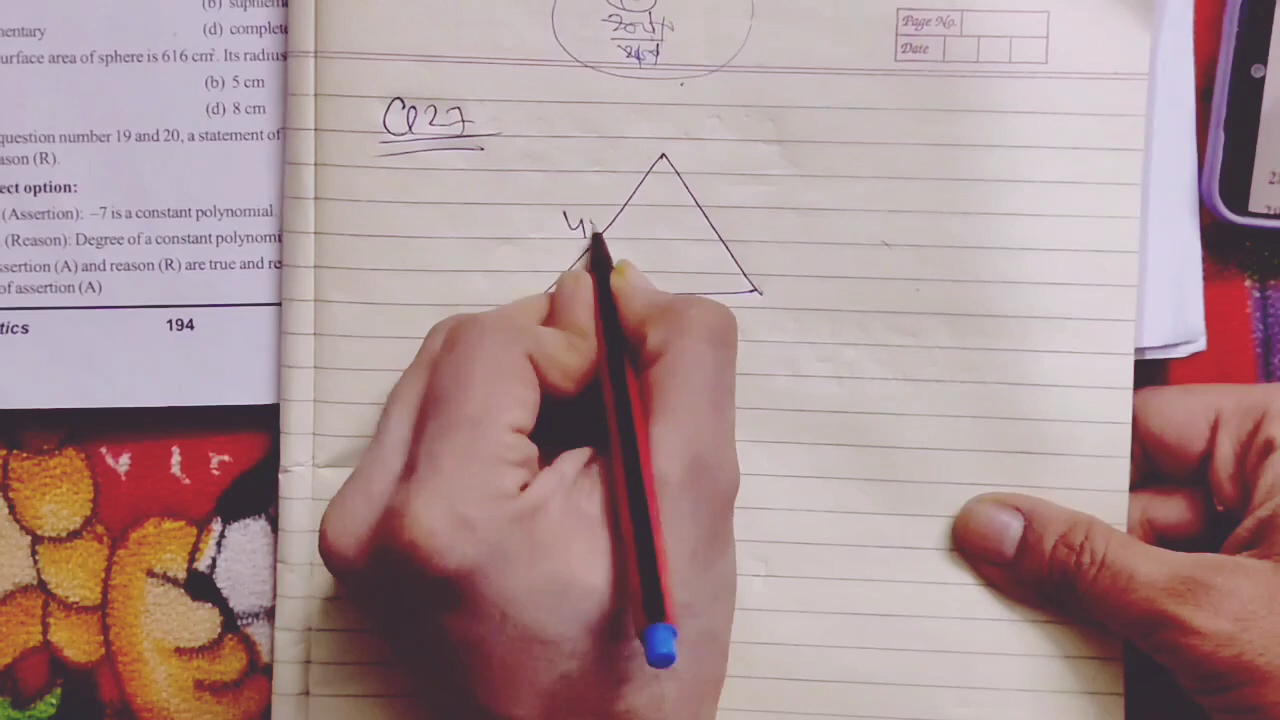 (b) supplem
mentary
(d) complete
urface area of sphere is 616 cm². Its radius
(b) 5 cm
(d) 8 cm
question number 19 and 20, a statement of
ason (R).
ect option:
(Assertion): −7 is a constant polynomial.
(Reason): Degree of a constant polynomi
ssertion (A) and reason (R) are true and re
of assertion (A)
tics 194
Page No.
Date
Q27
4